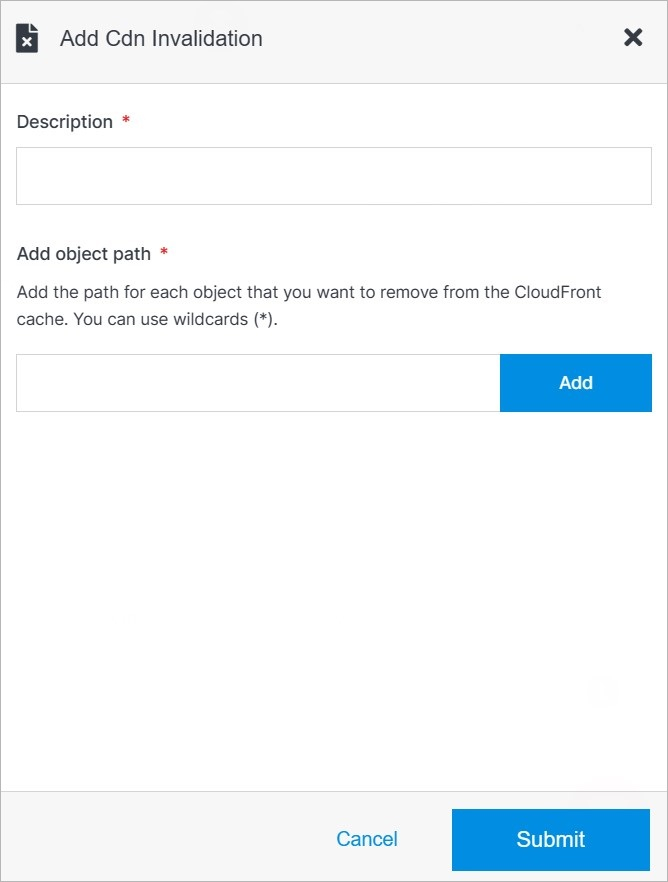 Add Cdn Invalidation
Description *
Add object path *
Add the path for each object that you want to remove from the CloudFront
cache. You can use wildcards (*).
Add
Cancel
Submit